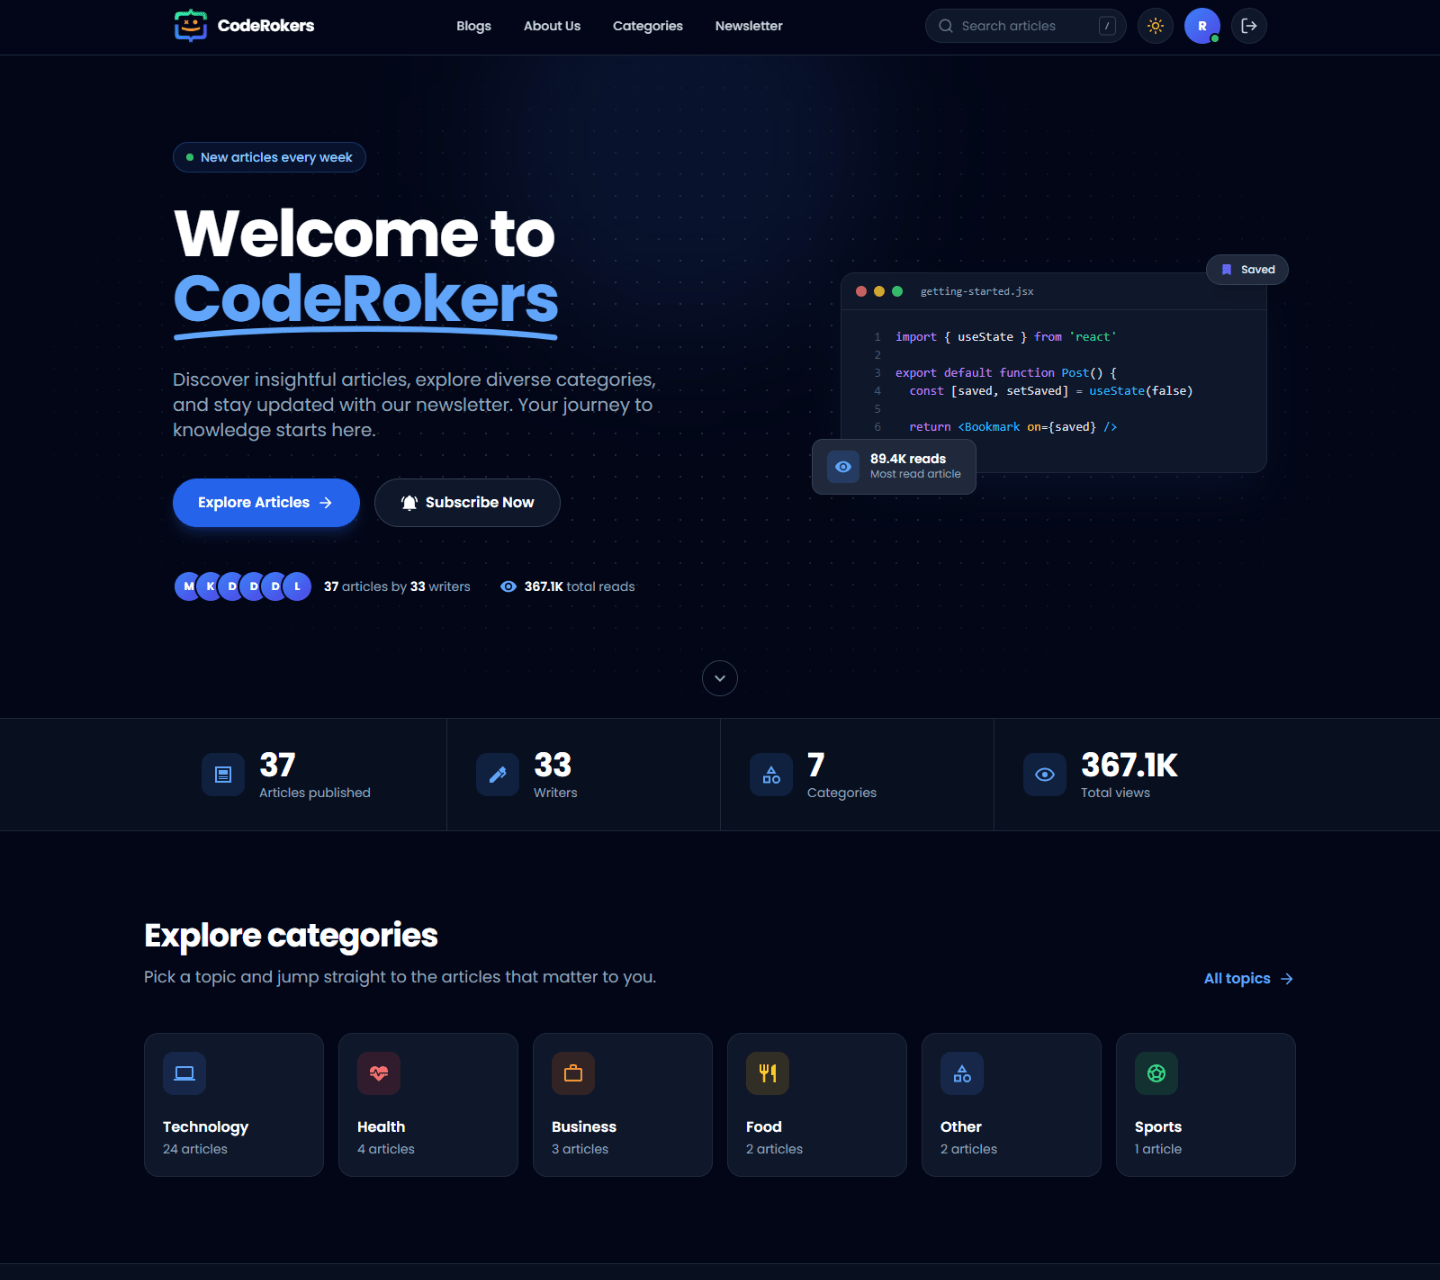 CodeRokers
Blogs
About Us
Categories
Newsletter
Search articles
/
R
New articles every week
Welcome to
CodeRokers
Discover insightful articles, explore diverse categories,
and stay updated with our newsletter. Your journey to
knowledge starts here.
Explore Articles
Subscribe Now
M K D D D L
37 articles by 33 writers
367.1K total reads
Saved
getting-started.jsx
1 import { useState } from 'react'
2
3 export default function Post() {
4 const [saved, setSaved] = useState(false)
5
6 return <Bookmark on={saved} />
89.4K reads
Most read article
37
Articles published
33
Writers
7
Categories
367.1K
Total views
Explore categories
Pick a topic and jump straight to the articles that matter to you.
All topics
Technology
24 articles
Health
4 articles
Business
3 articles
Food
2 articles
Other
2 articles
Sports
1 article